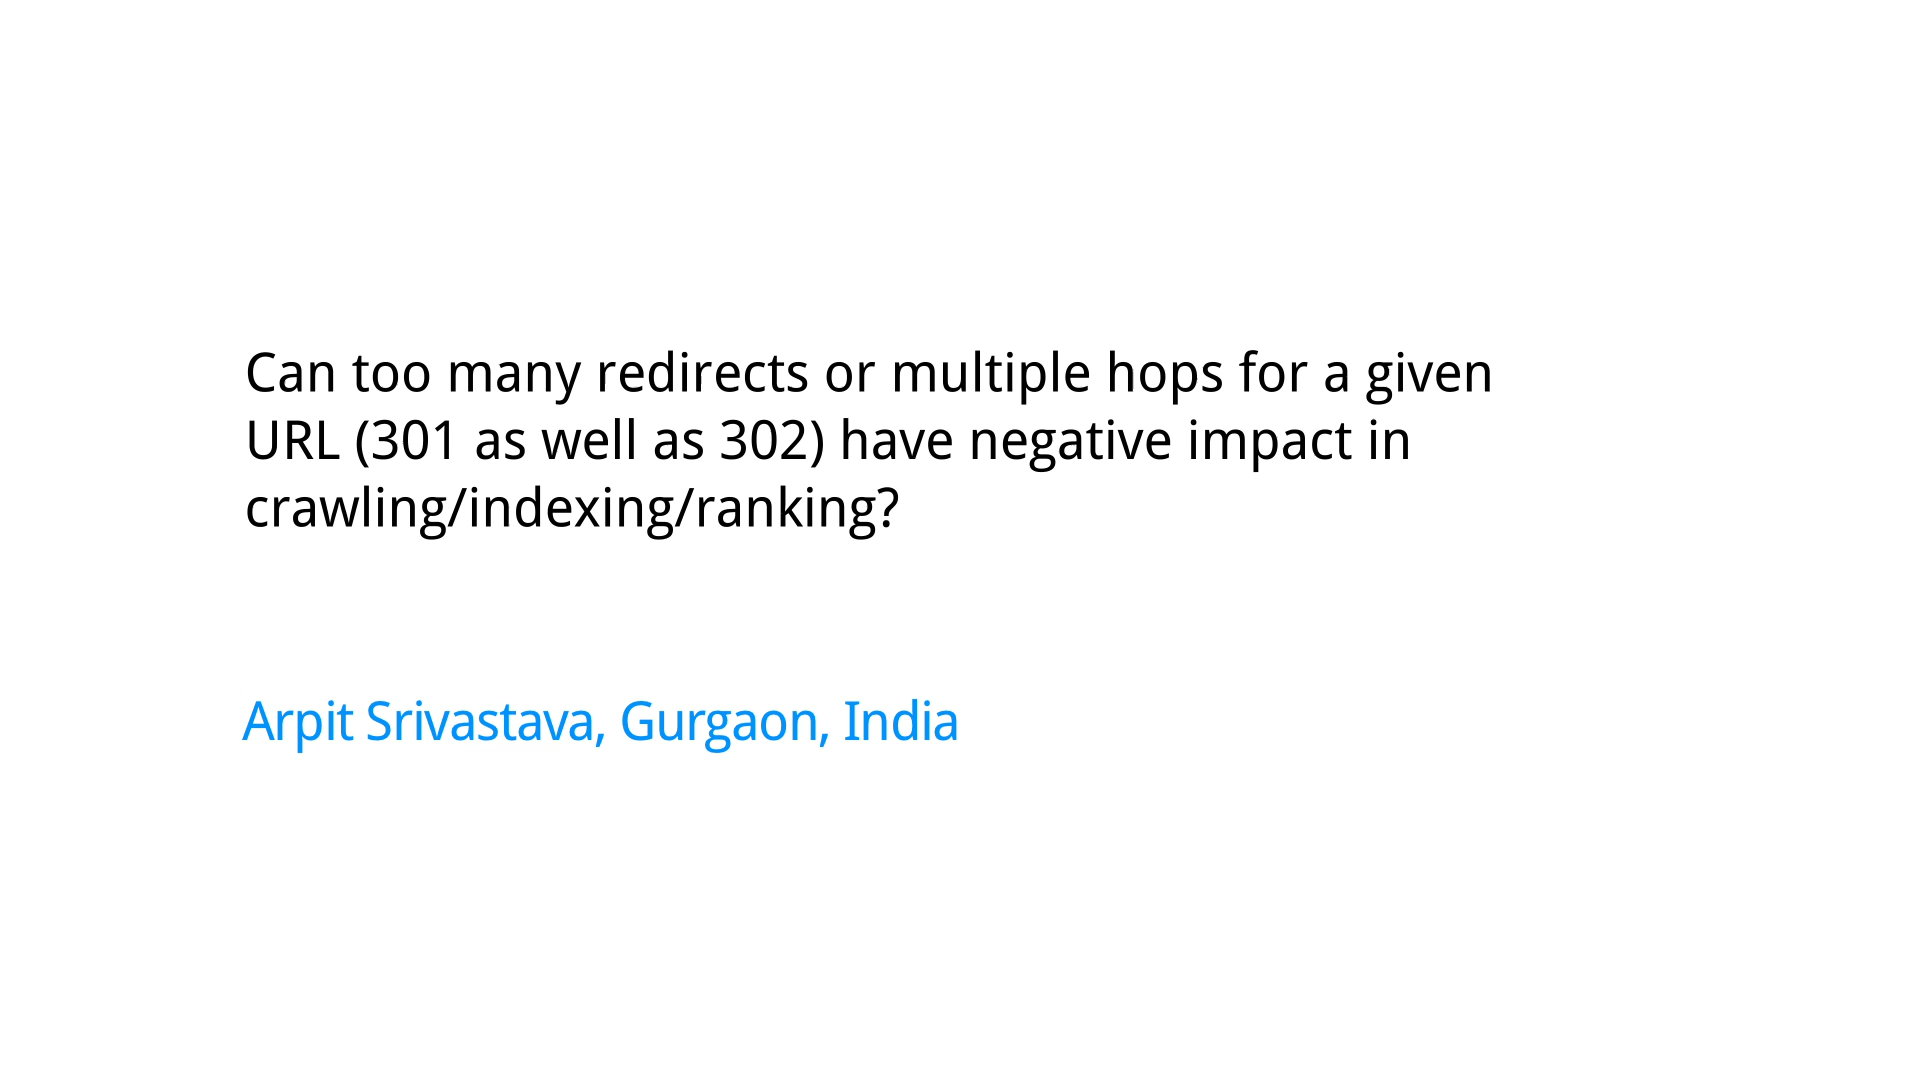 Can too many redirects or multiple hops for a given
URL (301 as well as 302) have negative impact in
crawling/indexing/ranking?
Arpit Srivastava, Gurgaon, India